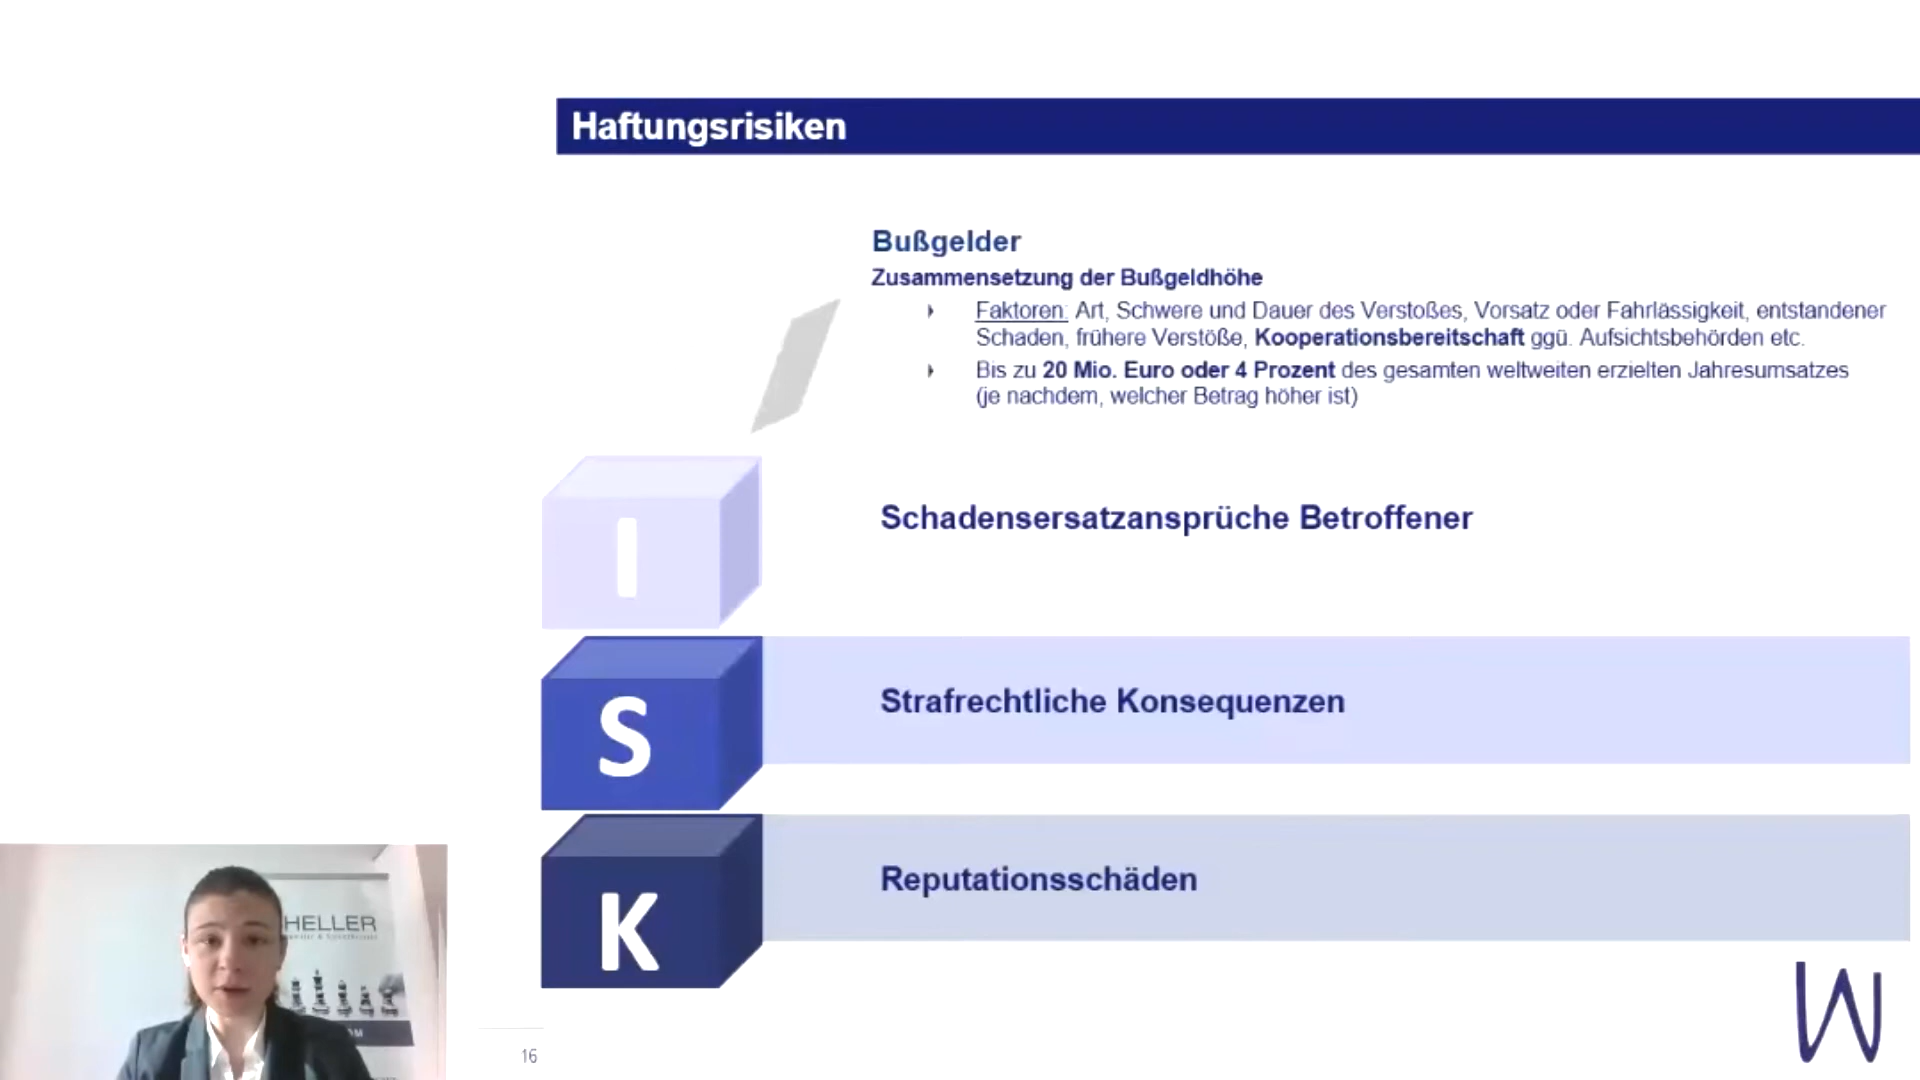 Haftungsrisiken
Bußgelder
Zusammensetzung der Bußgeldhöhe
Faktoren: Art, Schwere und Dauer des Verstoßes, Vorsatz oder Fahrlässigkeit, entstandener
Schaden, frühere Verstöße, Kooperationsbereitschaft ggü. Aufsichtsbehörden etc.
Bis zu 20 Mio. Euro oder 4 Prozent des gesamten weltweiten erzielten Jahresumsatzes
(je nachdem, welcher Betrag höher ist)
I
Schadensersatzansprüche Betroffener
S
Strafrechtliche Konsequenzen
K
Reputationsschäden
HELLER
W
16